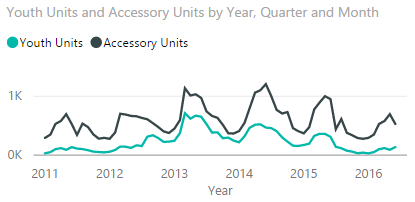 Youth Units and Accessory Units by Year, Quarter and Month
Youth Units Accessory Units
1K
0K
2011 2012 2013 2014 2015 2016
Year